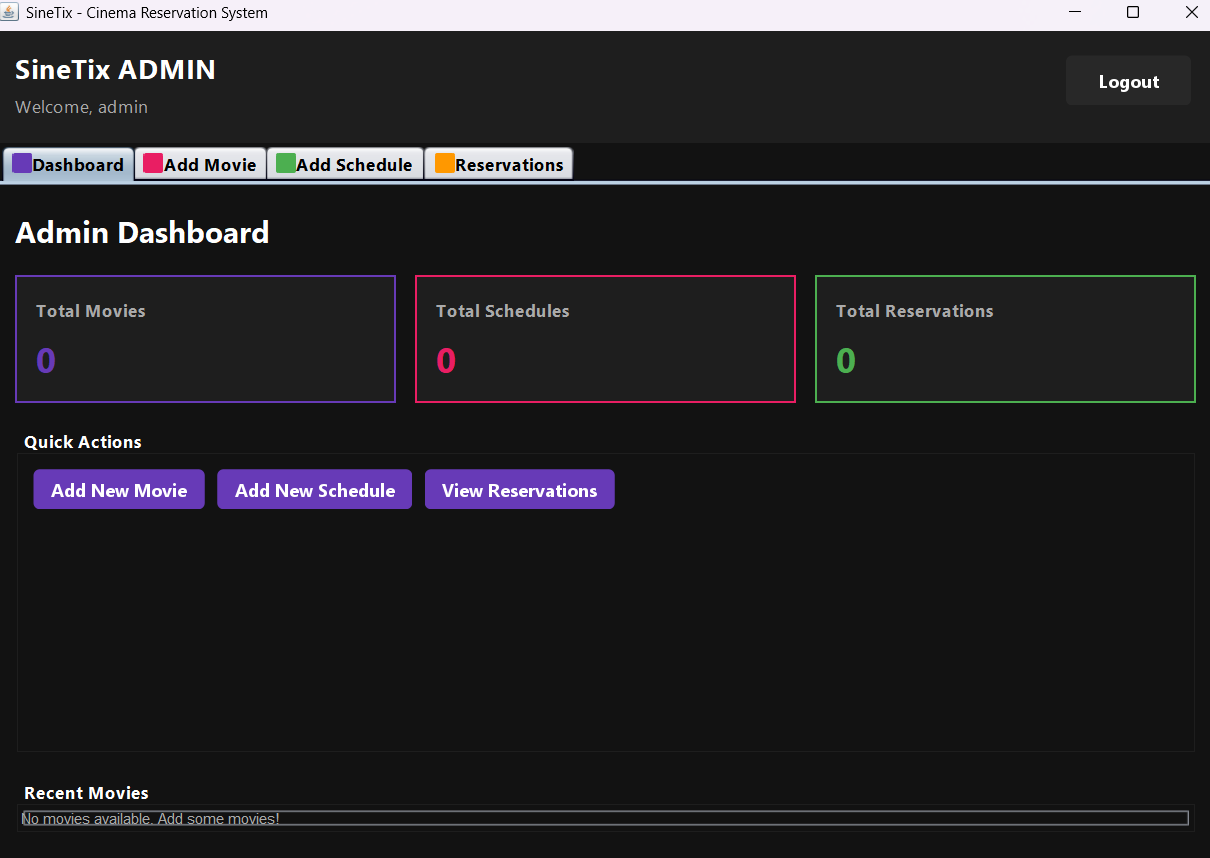 SineTix - Cinema Reservation System
SineTix ADMIN
Welcome, admin
Logout
Dashboard
Add Movie
Add Schedule
Reservations
Admin Dashboard
Total Movies
0
Total Schedules
0
Total Reservations
0
Quick Actions
Add New Movie
Add New Schedule
View Reservations
Recent Movies
No movies available. Add some movies!